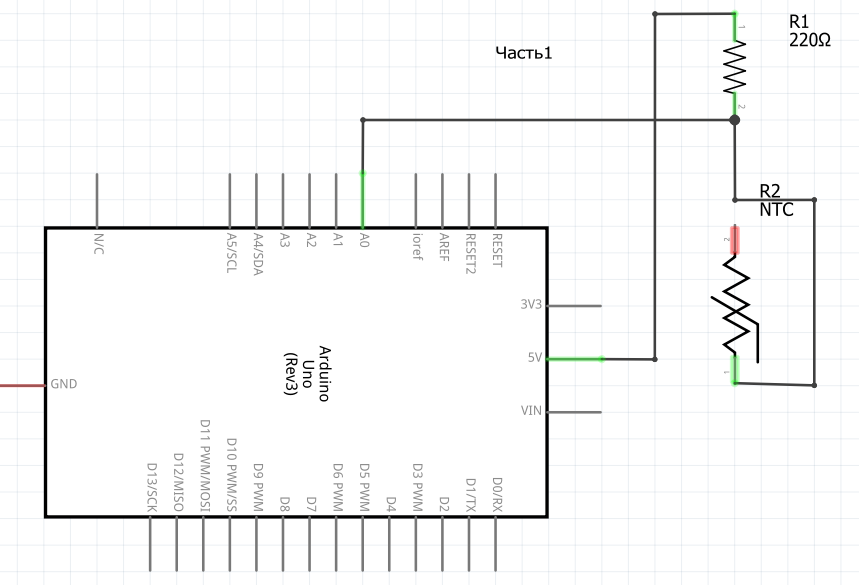 Часть1
R1
220Ω
1
2
R2
NTC
2
1
N/C
A5/SCL
A4/SDA
A3
A2
A1
A0
ioref
AREF
RESET2
RESET
3V3
5V
VIN
GND
Arduino
Uno
(Rev3)
D13/SCK
D12/MISO
D11 PWM/MOSI
D10 PWM/SS
D9 PWM
D8
D7
D6 PWM
D5 PWM
D4
D3 PWM
D2
D1/TX
D0/RX